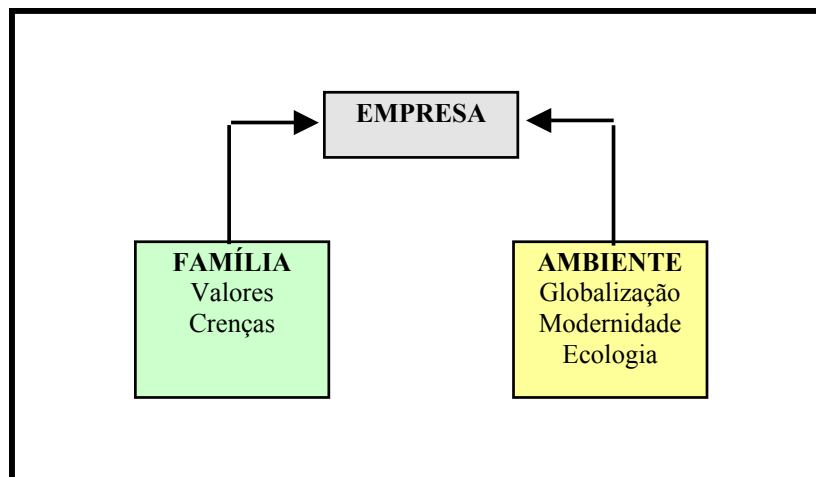 EMPRESA
FAMÍLIA
Valores
Crenças
AMBIENTE
Globalização
Modernidade
Ecologia